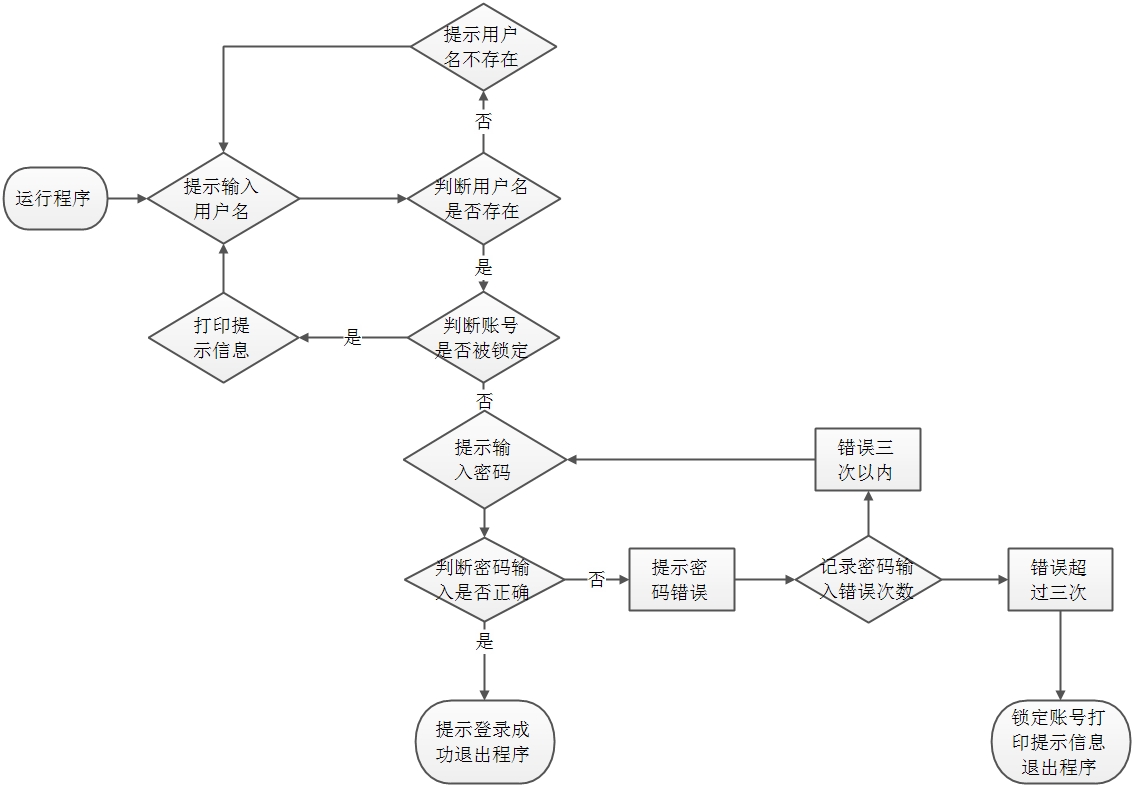 提示用户
名不存在
否
运行程序
提示输入
用户名
判断用户名
是否存在
是
打印提
示信息
是
判断账号
是否被锁定
否
提示输
入密码
错误三
次以内
判断密码输
入是否正确
否
提示密
码错误
记录密码输
入错误次数
错误超
过三次
是
提示登录成
功退出程序
锁定账号打
印提示信息
退出程序